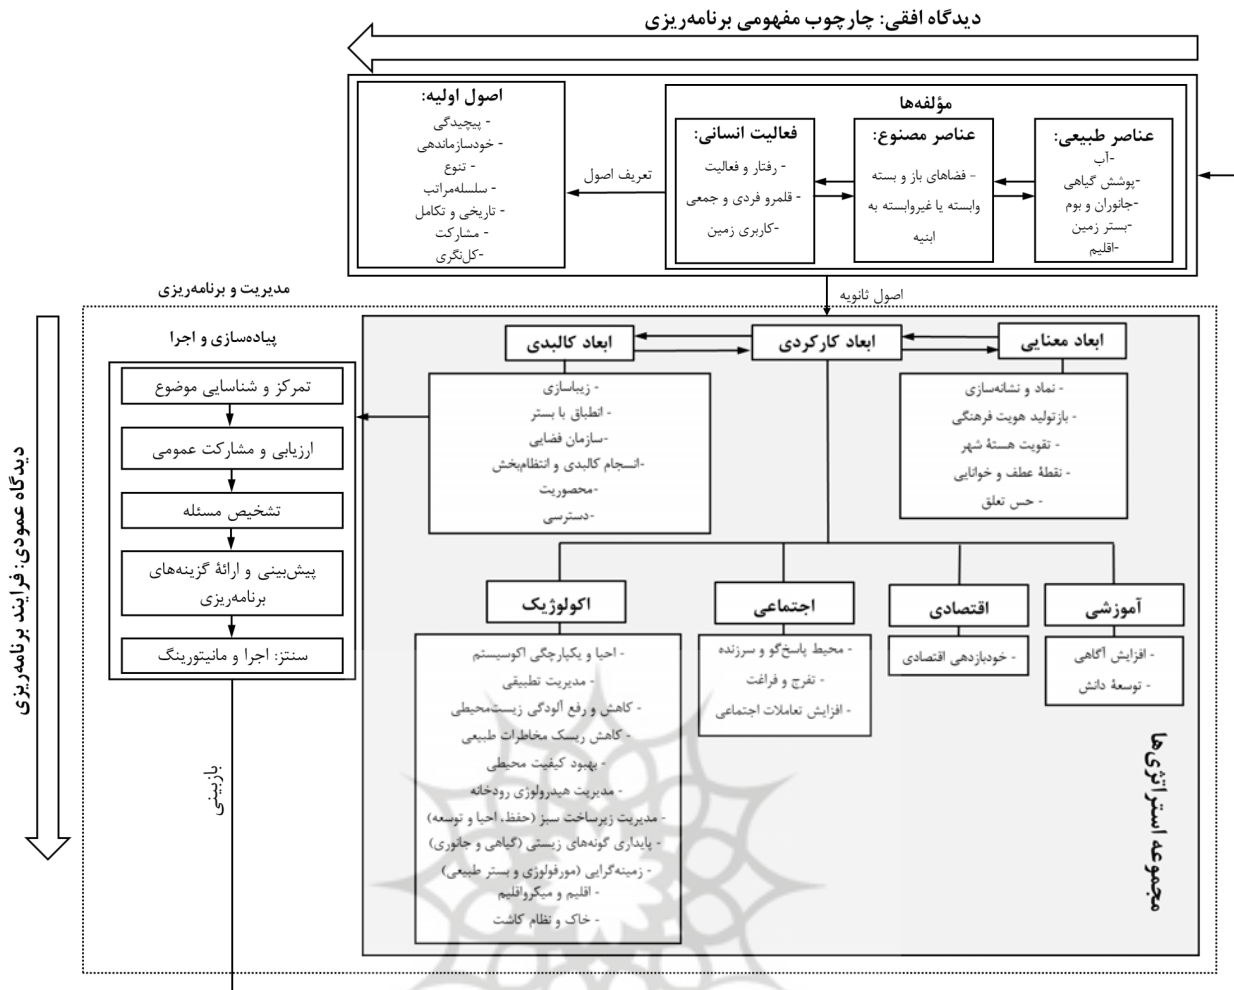 دیدگاه افقی: چارچوب مفهومی برنامه‌ریزی
مؤلفه‌ها
عناصر طبیعی:
-آب
-پوشش گیاهی
-جانوران و بوم
-بستر زمین
-اقلیم
عناصر مصنوع:
- فضاهای باز و بسته
وابسته یا غیروابسته به
ابنیه
فعالیت انسانی:
- رفتار و فعالیت
- قلمرو فردی و جمعی
-کاربری زمین
تعریف اصول
اصول اولیه:
- پیچیدگی
- خودسازماندهی
- تنوع
- سلسله‌مراتب
- تاریخی و تکامل
- مشارکت
-کل‌نگری
اصول ثانویه
مدیریت و برنامه‌ریزی
ابعاد معنایی
- نماد و نشانه‌سازی
- بازتولید هویت فرهنگی
- تقویت هستهٔ شهر
- نقطهٔ عطف و خوانایی
- حس تعلق
ابعاد کارکردی
ابعاد کالبدی
- زیباسازی
- انطباق با بستر
-سازمان فضایی
-انسجام کالبدی و انتظام‌بخش
-محصوریت
-دسترسی
آموزشی
- افزایش آگاهی
- توسعهٔ دانش
اقتصادی
- خودبازدهی اقتصادی
اجتماعی
- محیط پاسخ‌گو و سرزنده
- تفرج و فراغت
- افزایش تعاملات اجتماعی
اکولوژیک
- احیا و یکپارچگی اکوسیستم
- مدیریت تطبیقی
- کاهش و رفع آلودگی زیست‌محیطی
- کاهش ریسک مخاطرات طبیعی
- بهبود کیفیت محیطی
- مدیریت هیدرولوژی رودخانه
- مدیریت زیرساخت سبز (حفظ، احیا و توسعه)
- پایداری گونه‌های زیستی (گیاهی و جانوری)
- زمینه‌گرایی (مورفولوژی و بستر طبیعی)
- اقلیم و میکرواقلیم
- خاک و نظام کاشت
مجموعه استراتژی‌ها
پیاده‌سازی و اجرا
تمرکز و شناسایی موضوع
ارزیابی و مشارکت عمومی
تشخیص مسئله
پیش‌بینی و ارائهٔ گزینه‌های
برنامه‌ریزی
سنتز: اجرا و مانیتورینگ
بازبینی
دیدگاه عمودی: فرایند برنامه‌ریزی